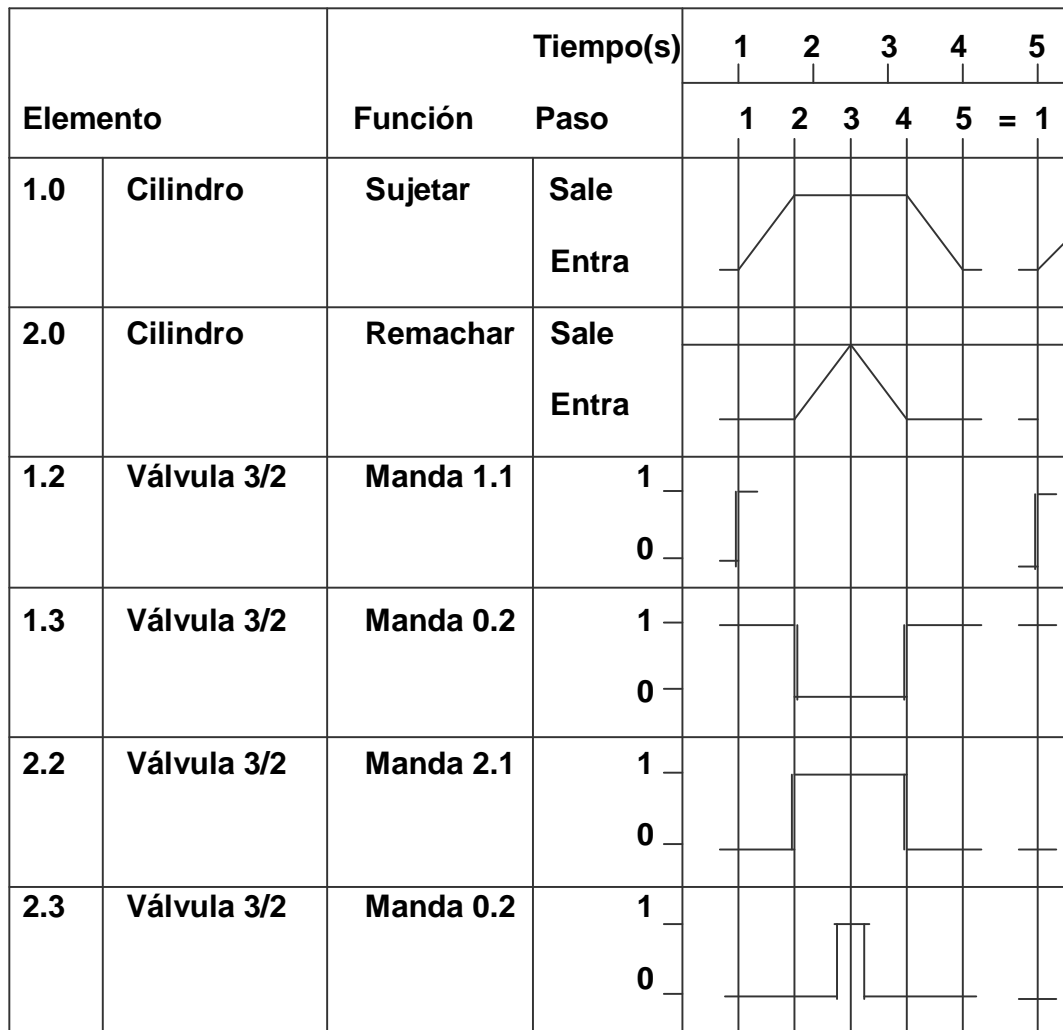 Tiempo(s) 1 2 3 4 5
Elemento Función Paso 1 2 3 4 5 = 1
1.0 Cilindro Sujetar Sale
Entra
2.0 Cilindro Remachar Sale
Entra
1.2 Válvula 3/2 Manda 1.1 1
0
1.3 Válvula 3/2 Manda 0.2 1
0
2.2 Válvula 3/2 Manda 2.1 1
0
2.3 Válvula 3/2 Manda 0.2 1
0